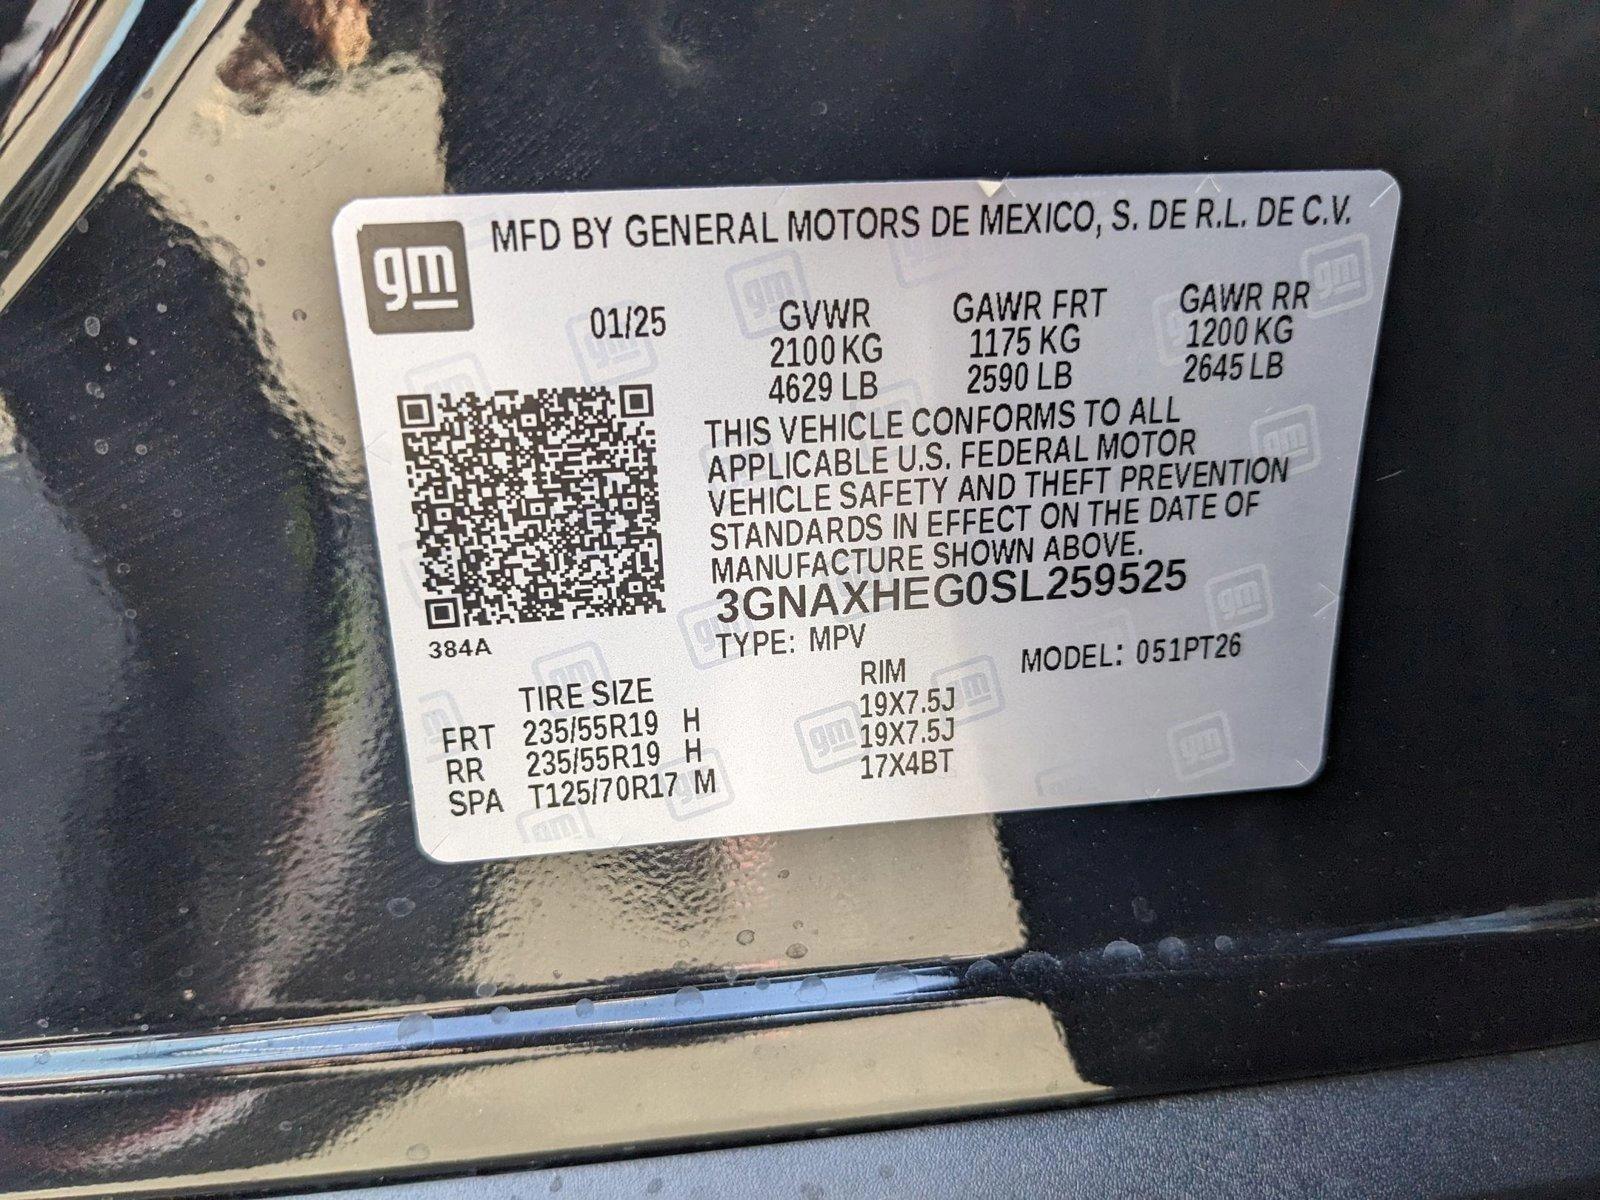 gm
MFD BY GENERAL MOTORS DE MEXICO, S. DE R.L. DE C.V.
01/25 GVWR GAWR FRT GAWR RR
2100 KG 1175 KG 1200 KG
4629 LB 2590 LB 2645 LB
THIS VEHICLE CONFORMS TO ALL
APPLICABLE U.S. FEDERAL MOTOR
VEHICLE SAFETY AND THEFT PREVENTION
STANDARDS IN EFFECT ON THE DATE OF
MANUFACTURE SHOWN ABOVE.
3GNAXHEG0SL259525
384A
TYPE: MPV MODEL: 051PT26
TIRE SIZE RIM
FRT 235/55R19 H 19X7.5J
RR 235/55R19 H 19X7.5J
SPA T125/70R17 M 17X4BT